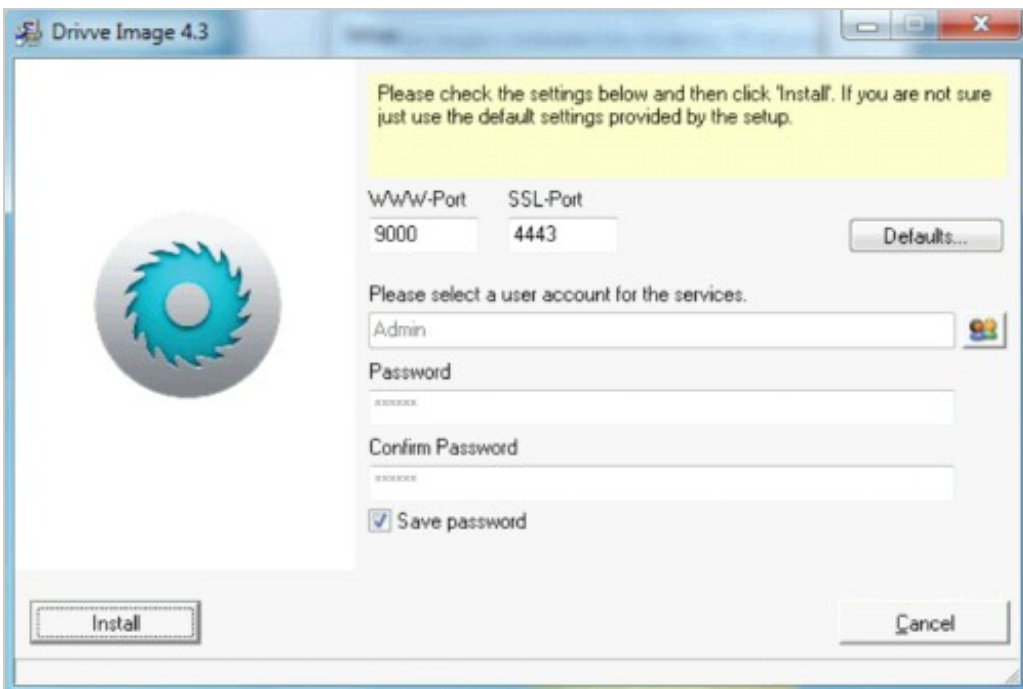 Drivve Image 4.3
Please check the settings below and then click 'Install'. If you are not sure
just use the default settings provided by the setup.
WWW-Port SSL-Port
9000 4443 Defaults...
Please select a user account for the services.
Admin
Password
××××××
Confirm Password
××××××
Save password
Install Cancel